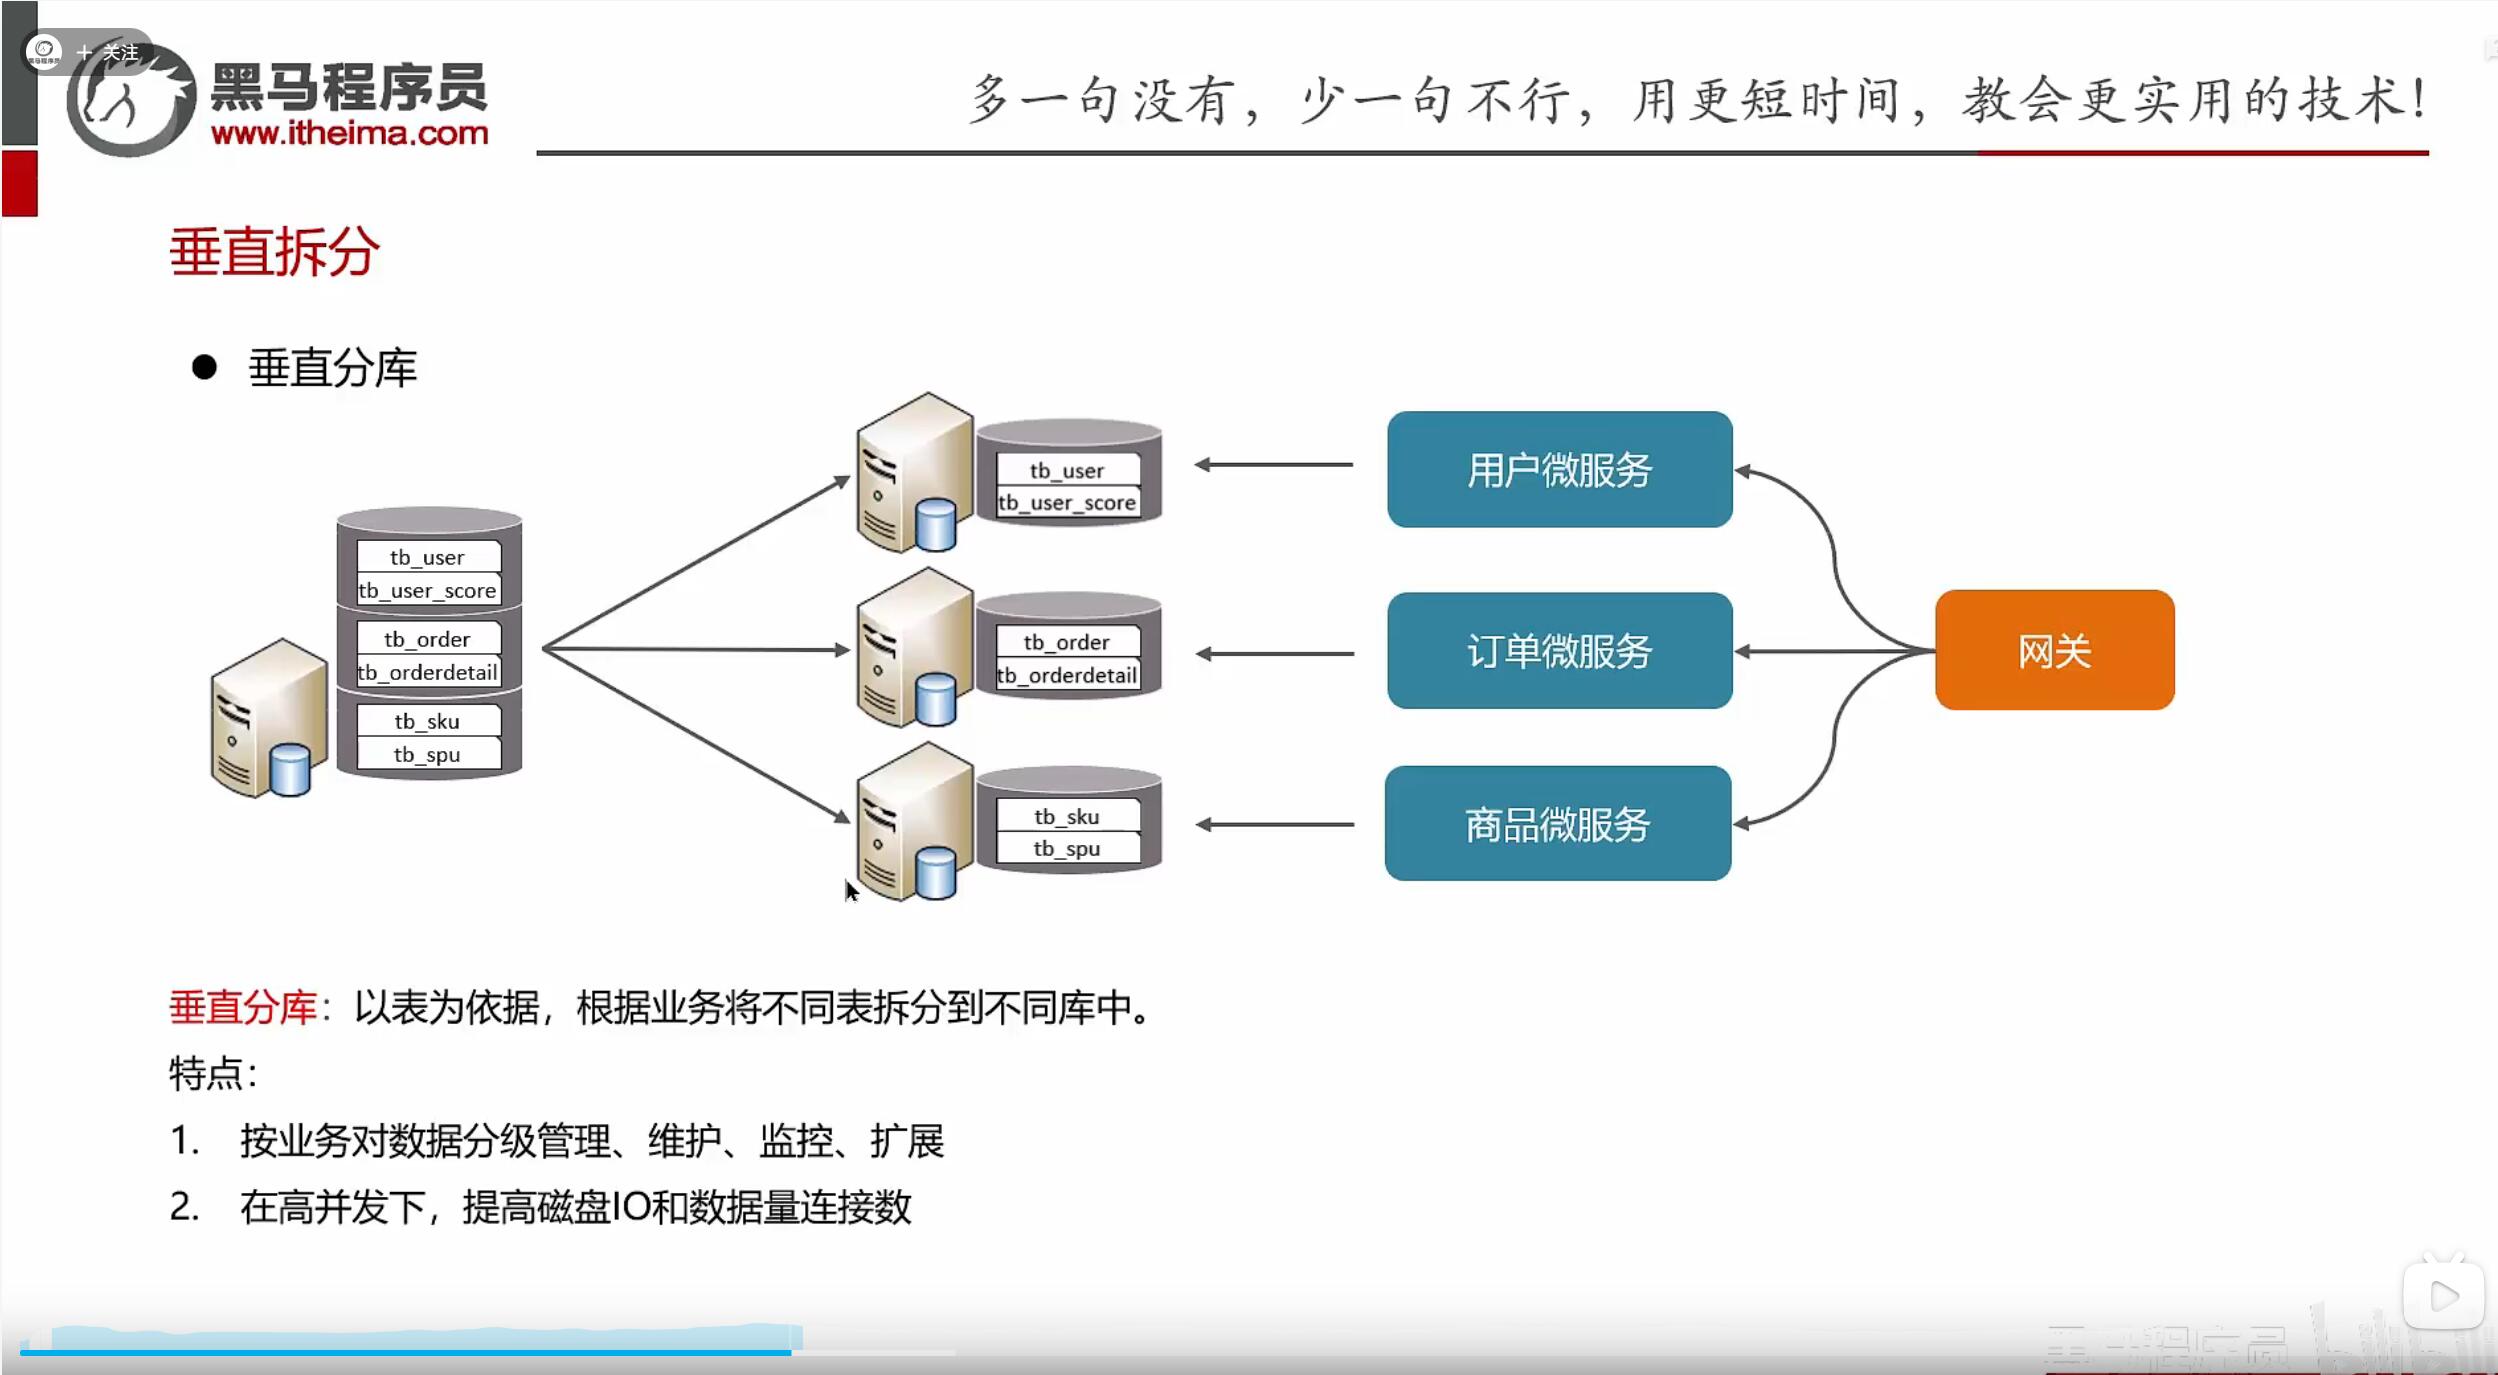 + 关注
黑马程序员
www.itheima.com
多一句没有，少一句不行，用更短时间，教会更实用的技术！
垂直拆分
● 垂直分库
tb_user
tb_user_score
tb_order
tb_orderdetail
tb_sku
tb_spu
tb_user
tb_user_score
tb_order
tb_orderdetail
tb_sku
tb_spu
用户微服务
订单微服务
商品微服务
网关
垂直分库：以表为依据，根据业务将不同表拆分到不同库中。
特点：
1. 按业务对数据分级管理、维护、监控、扩展
2. 在高并发下，提高磁盘IO和数据量连接数
黑马程序员